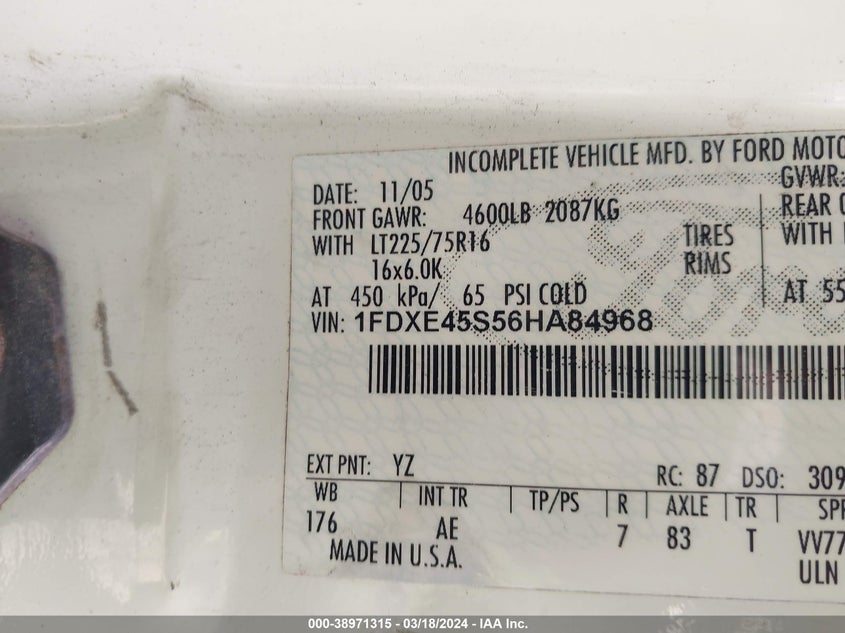 INCOMPLETE VEHICLE MFD. BY FORD
DATE: 11/05 GVWR:
FRONT GAWR: 4600LB 2087KG REAR
WITH LT225/75R16 TIRES WITH
16x6.0K RIMS
AT 450 kPa/ 65 PSI COLD AT 55
VIN: 1FDXE45S56HA84968
EXT PNT: YZ RC: 87 DSO: 309
WB INT TR TP/PS R AXLE TR
176 AE 7 83 T VV77
MADE IN U.S.A. ULN
000-38971315 - 03/18/2024 - IAA Inc.